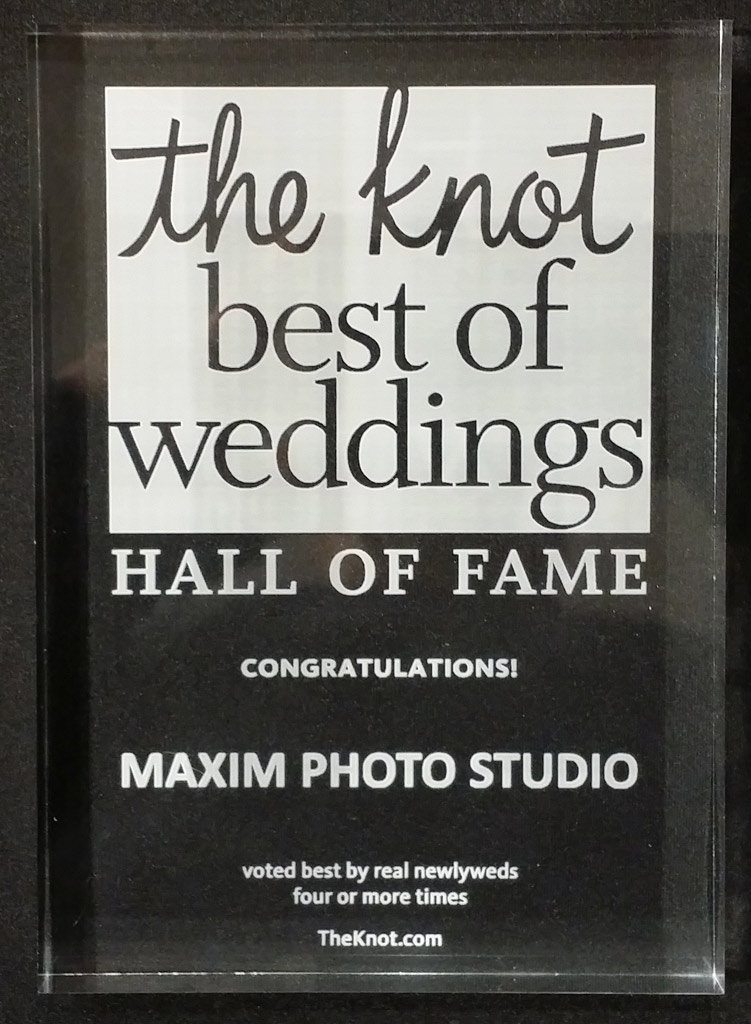 the knot
best of
weddings
HALL OF FAME
CONGRATULATIONS!
MAXIM PHOTO STUDIO
voted best by real newlyweds
four or more times
TheKnot.com